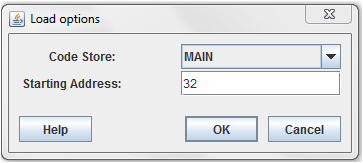 Load options
Code Store: MAIN
Starting Address: 32
Help OK Cancel